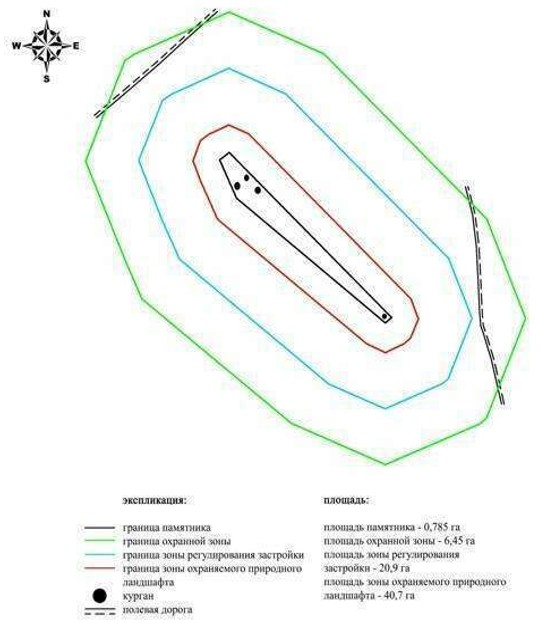 N
W E
S
экспликация:
площадь:
граница памятника
граница охранной зоны
граница зоны регулирования застройки
граница зоны охраняемого природного
ландшафта
курган
полевая дорога
площадь памятника - 0,785 га
площадь охранной зоны - 6,45 га
площадь зоны регулирования
застройки - 20,9 га
площадь зоны охраняемого природного
ландшафта - 40,7 га